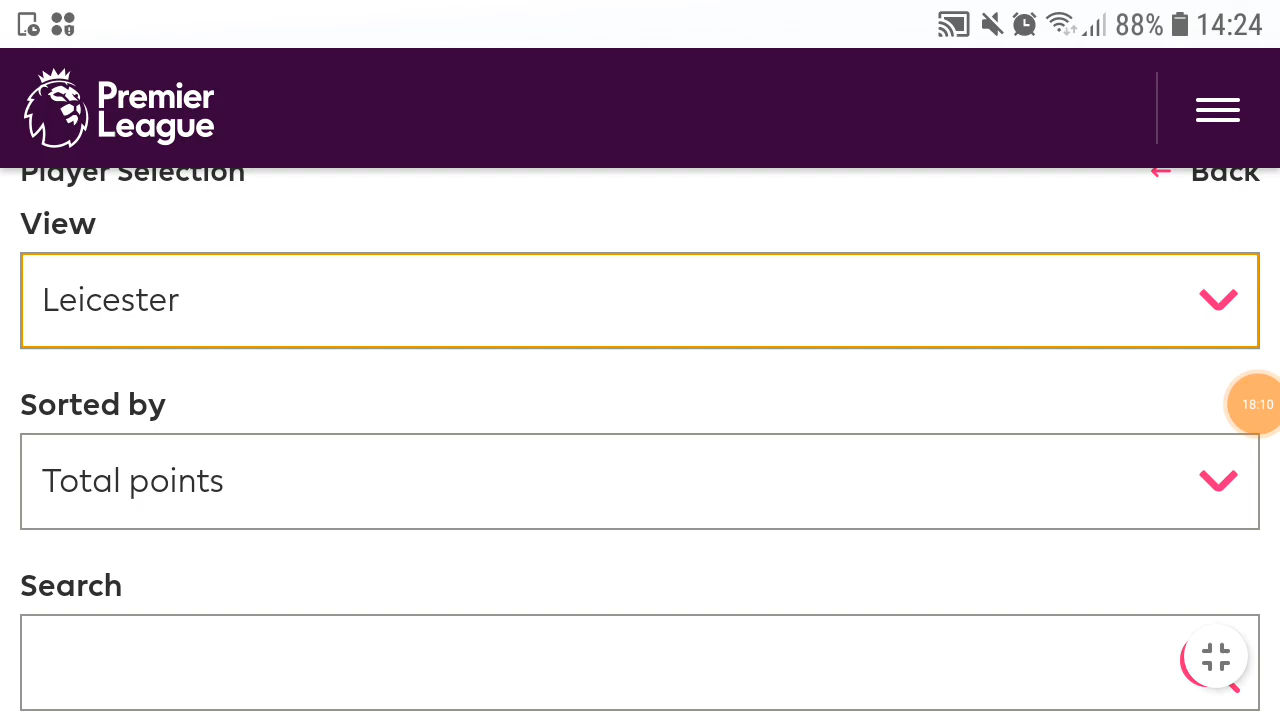 88% 14:24
Premier
League
Player Selection Back
View
Leicester
Sorted by
18:10
Total points
Search